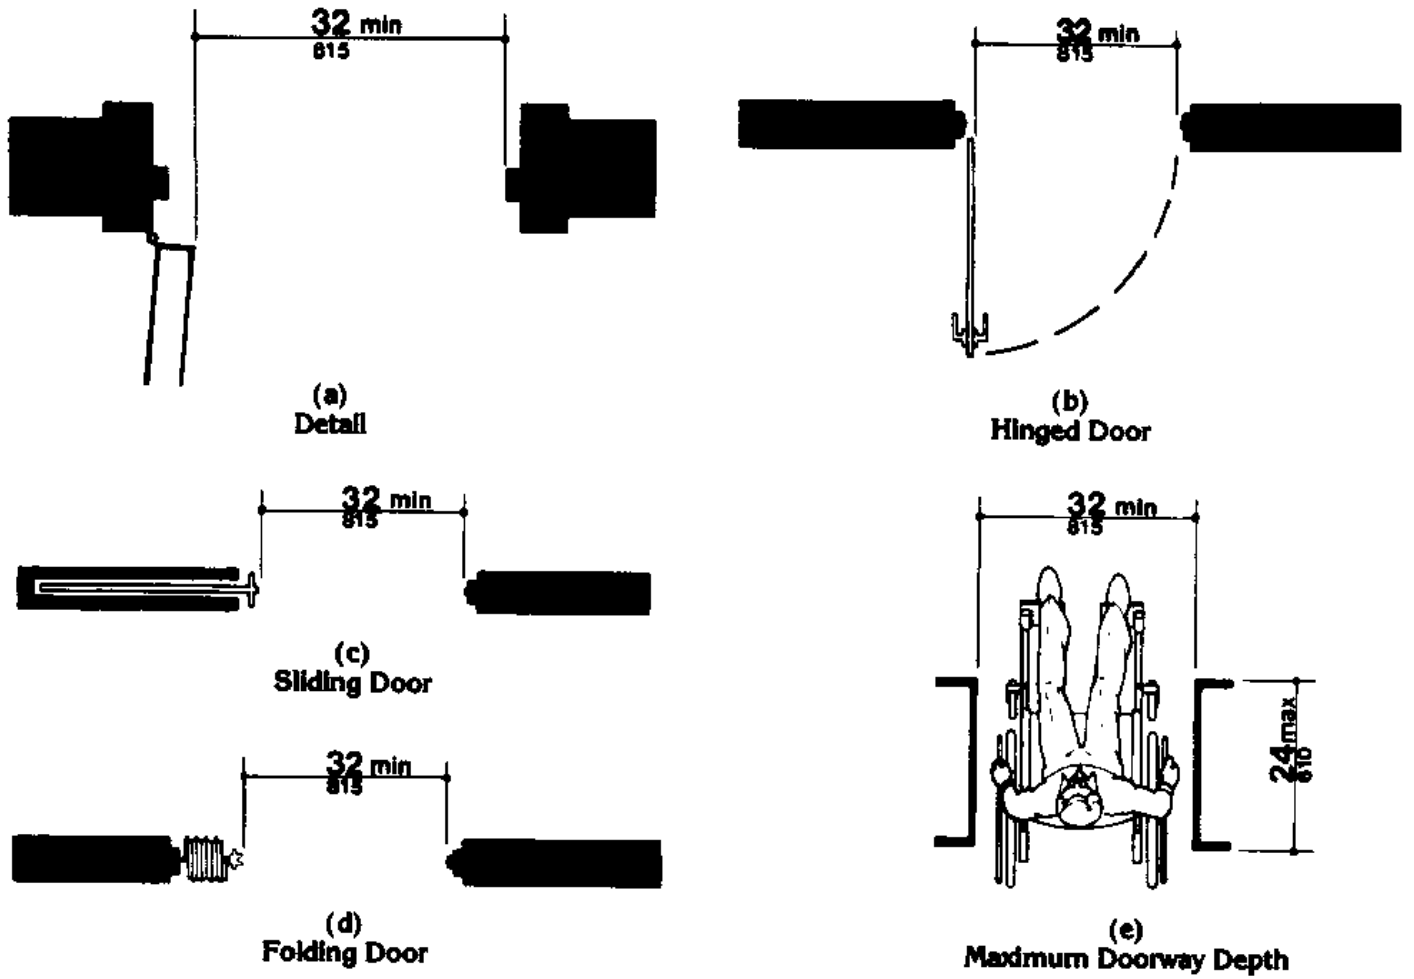 32 min
815
(a)
Detail
32 min
815
(b)
Hinged Door
32 min
815
(c)
Sliding Door
32 min
815
(d)
Folding Door
32 min
815
24 max
610
(e)
Maximum Doorway Depth